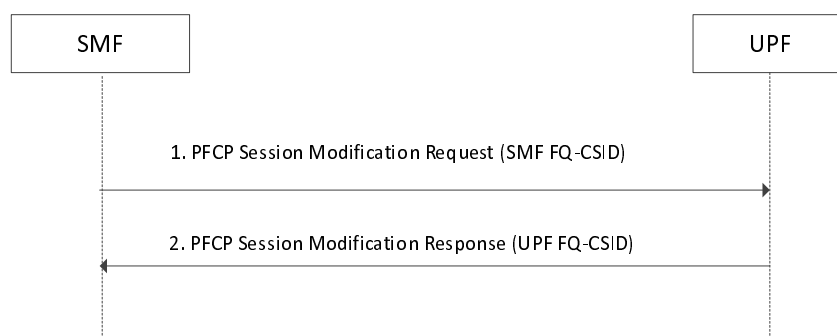 SMF
UPF
1. PFCP Session Modification Request (SMF FQ-CSID)
2. PFCP Session Modification Response (UPF FQ-CSID)